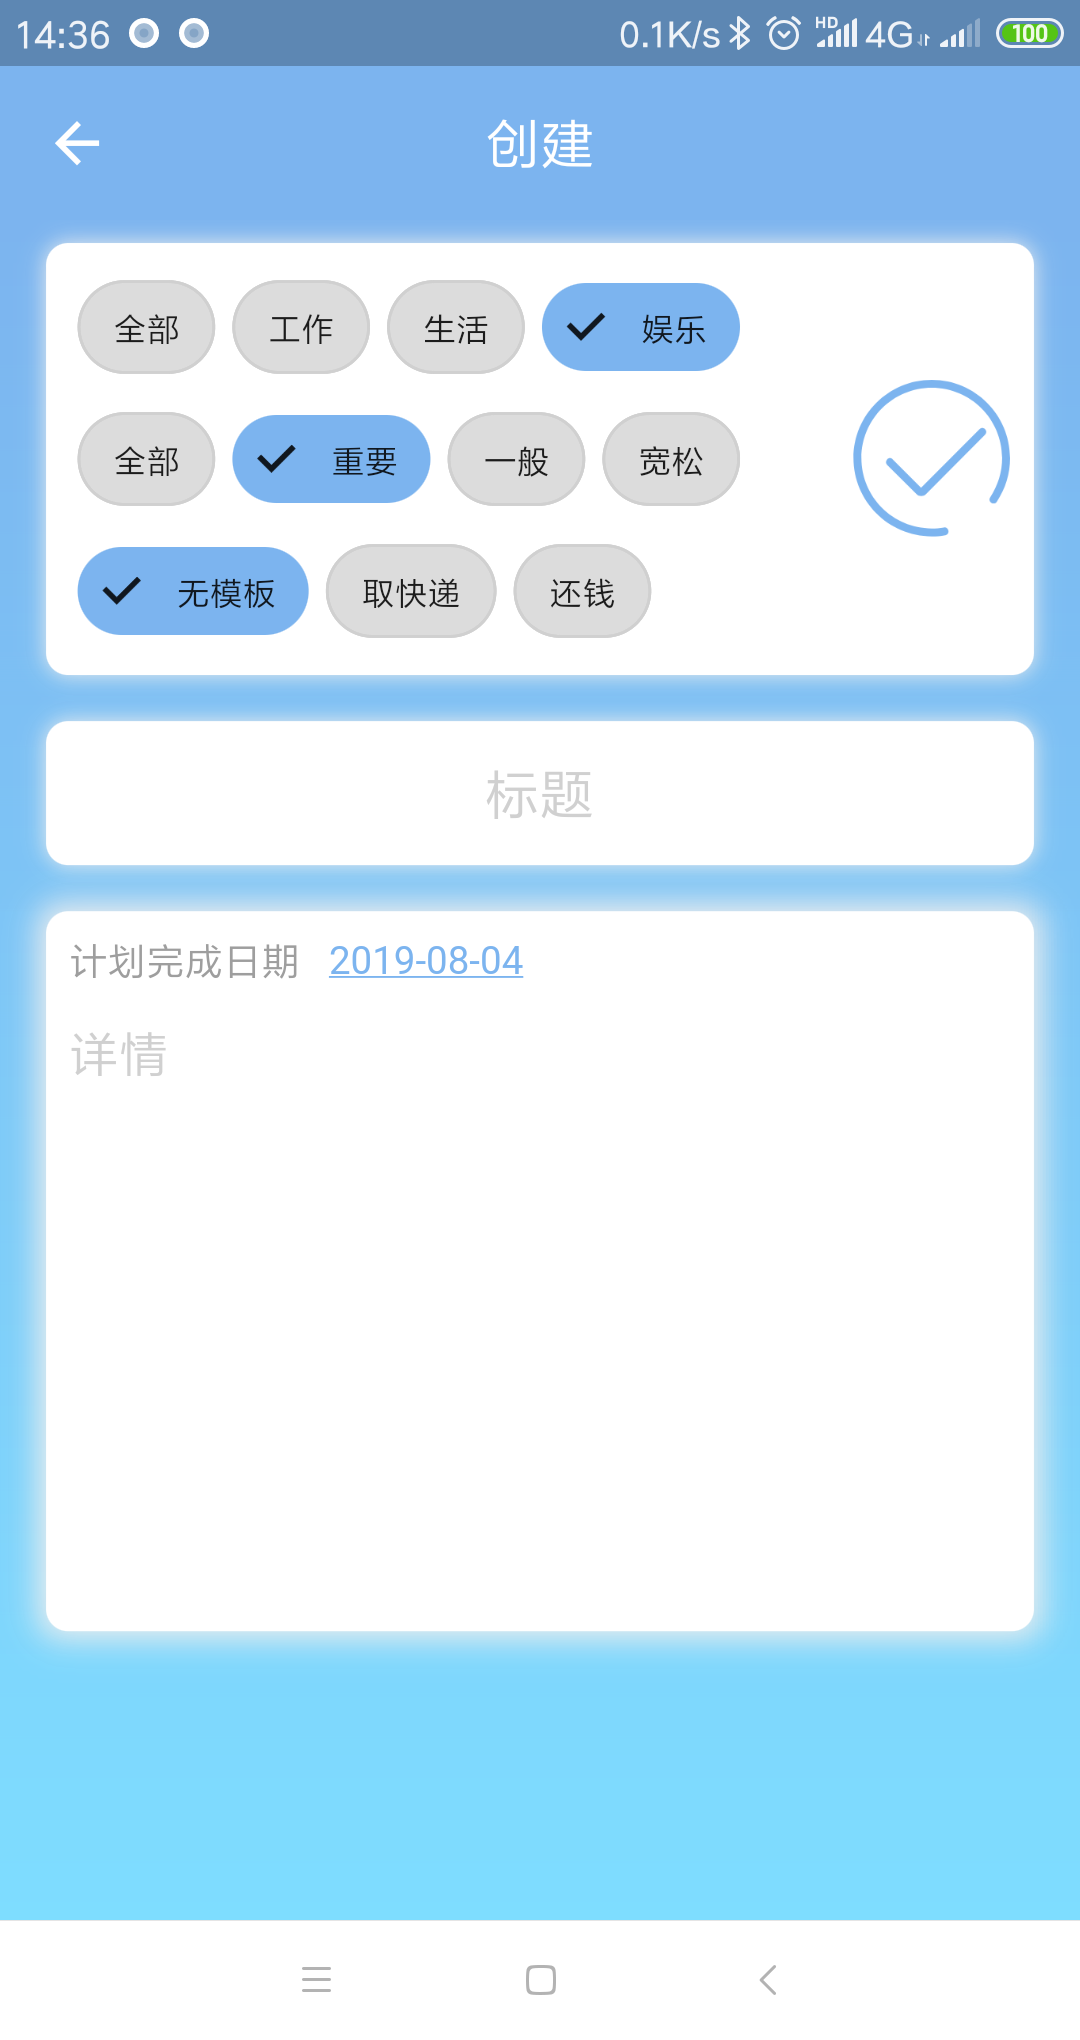 14:36 0.1K/s HD 4G 100
创建
全部 工作 生活 娱乐
全部 重要 一般 宽松
无模板 取快递 还钱
标题
计划完成日期 2019-08-04
详情